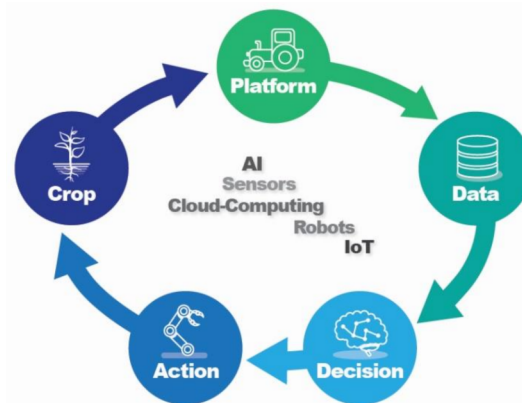 Platform
Data
Decision
Action
Crop
AI
Sensors
Cloud-Computing
Robots
IoT